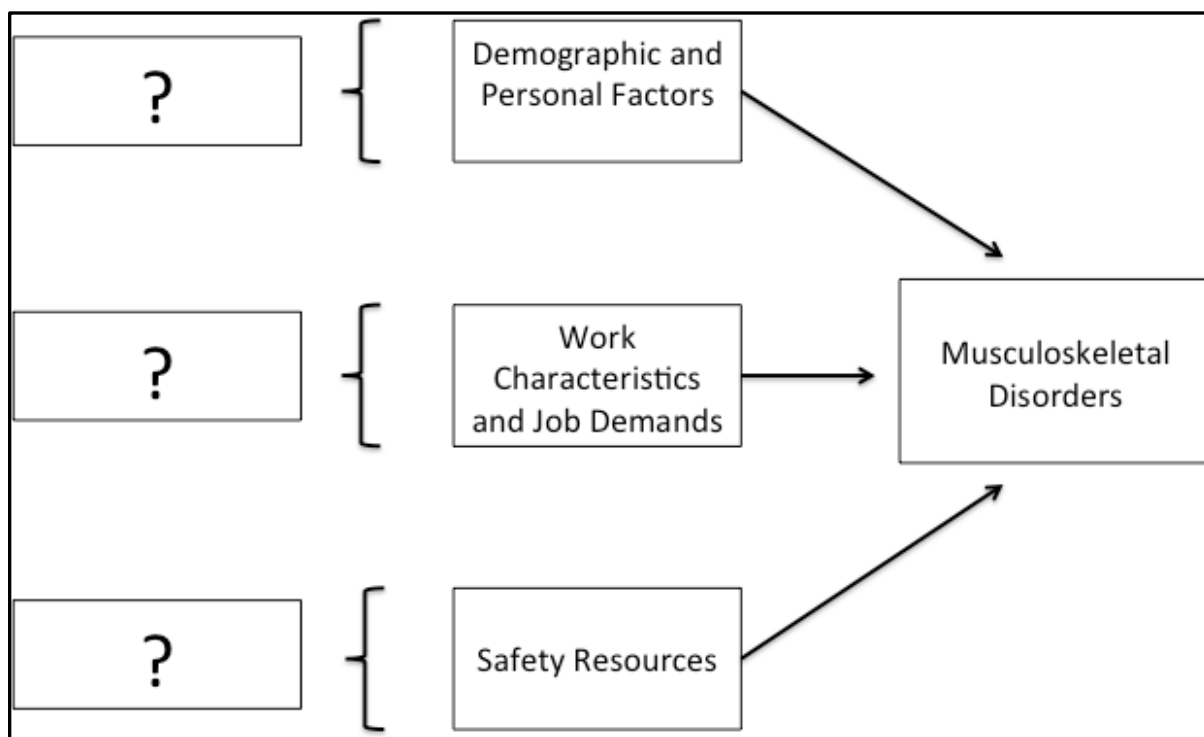 ?
Demographic and
Personal Factors
?
Work
Characteristics
and Job Demands
Musculoskeletal
Disorders
?
Safety Resources